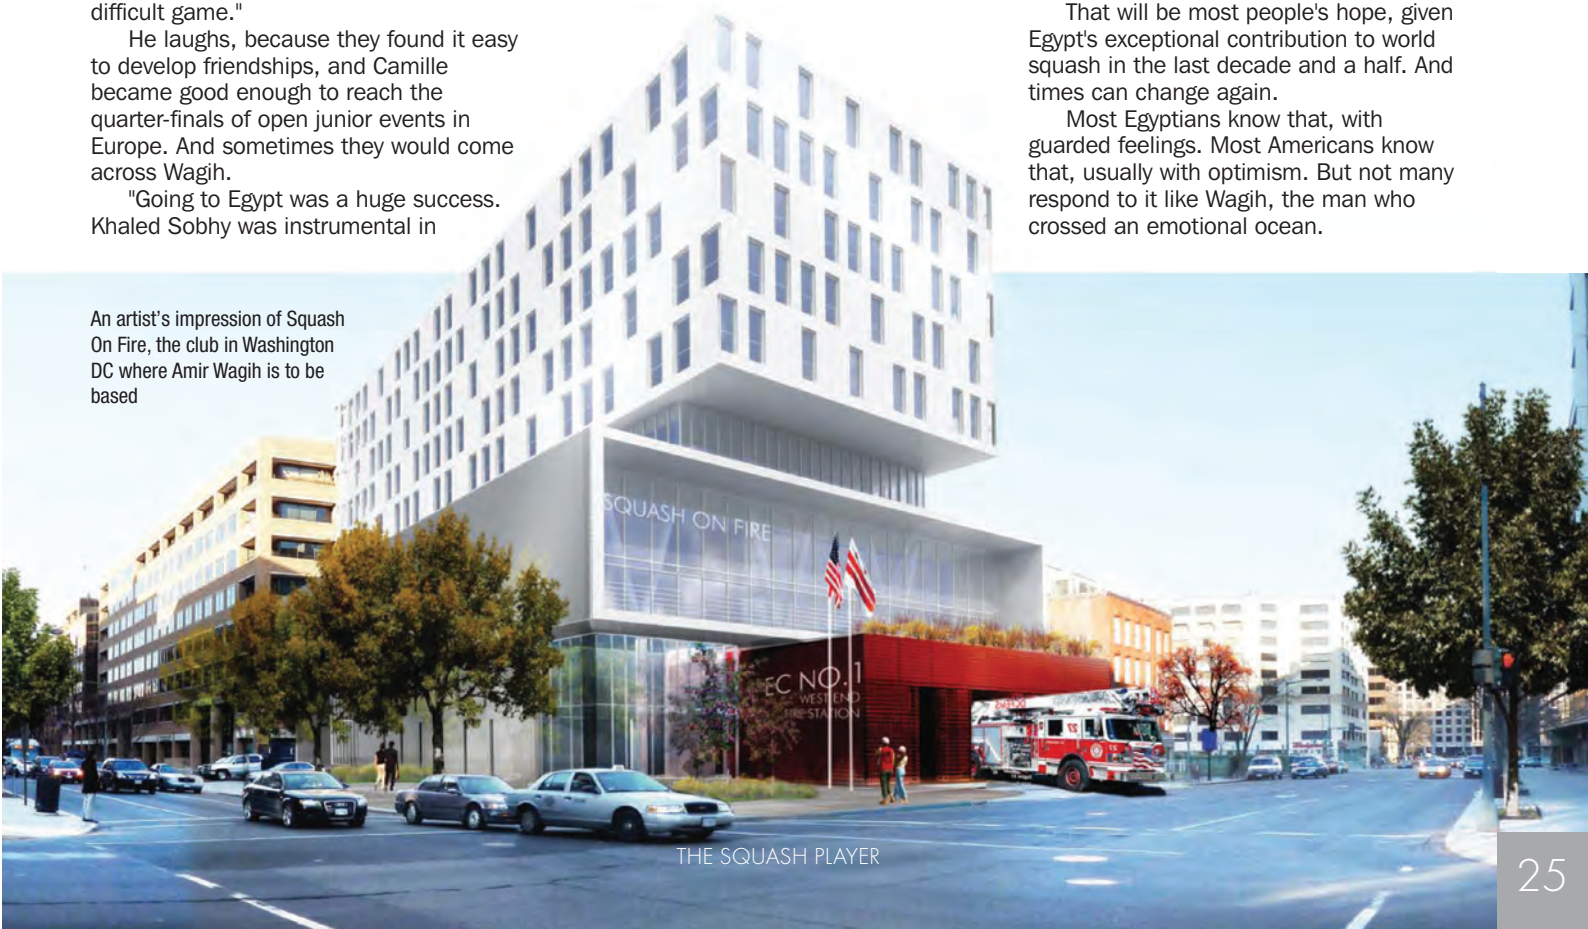 difficult game."
He laughs, because they found it easy
to develop friendships, and Camille
became good enough to reach the
quarter-finals of open junior events in
Europe. And sometimes they would come
across Wagih.
"Going to Egypt was a huge success.
Khaled Sobhy was instrumental in
That will be most people's hope, given
Egypt's exceptional contribution to world
squash in the last decade and a half. And
times can change again.
Most Egyptians know that, with
guarded feelings. Most Americans know
that, usually with optimism. But not many
respond to it like Wagih, the man who
crossed an emotional ocean.
An artist’s impression of Squash
On Fire, the club in Washington
DC where Amir Wagih is to be
based
SQUASH ON FIRE
EC NO.1
WEST END
FIRE STATION
THE SQUASH PLAYER
25